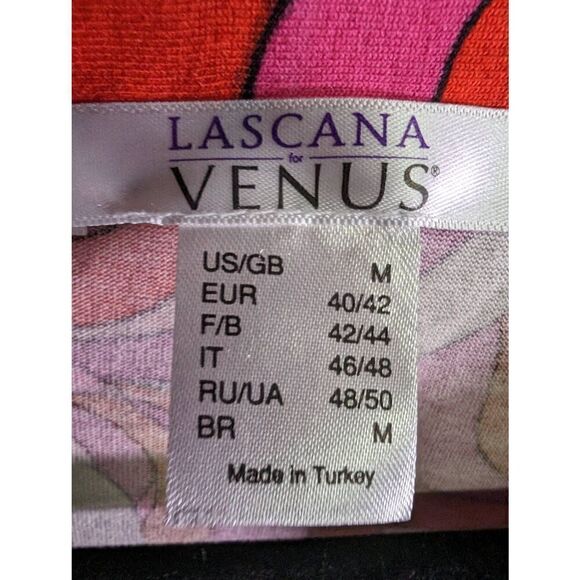 LASCANA
for
VENUS®
US/GB M
EUR 40/42
F/B 42/44
IT 46/48
RU/UA 48/50
BR M
Made in Turkey